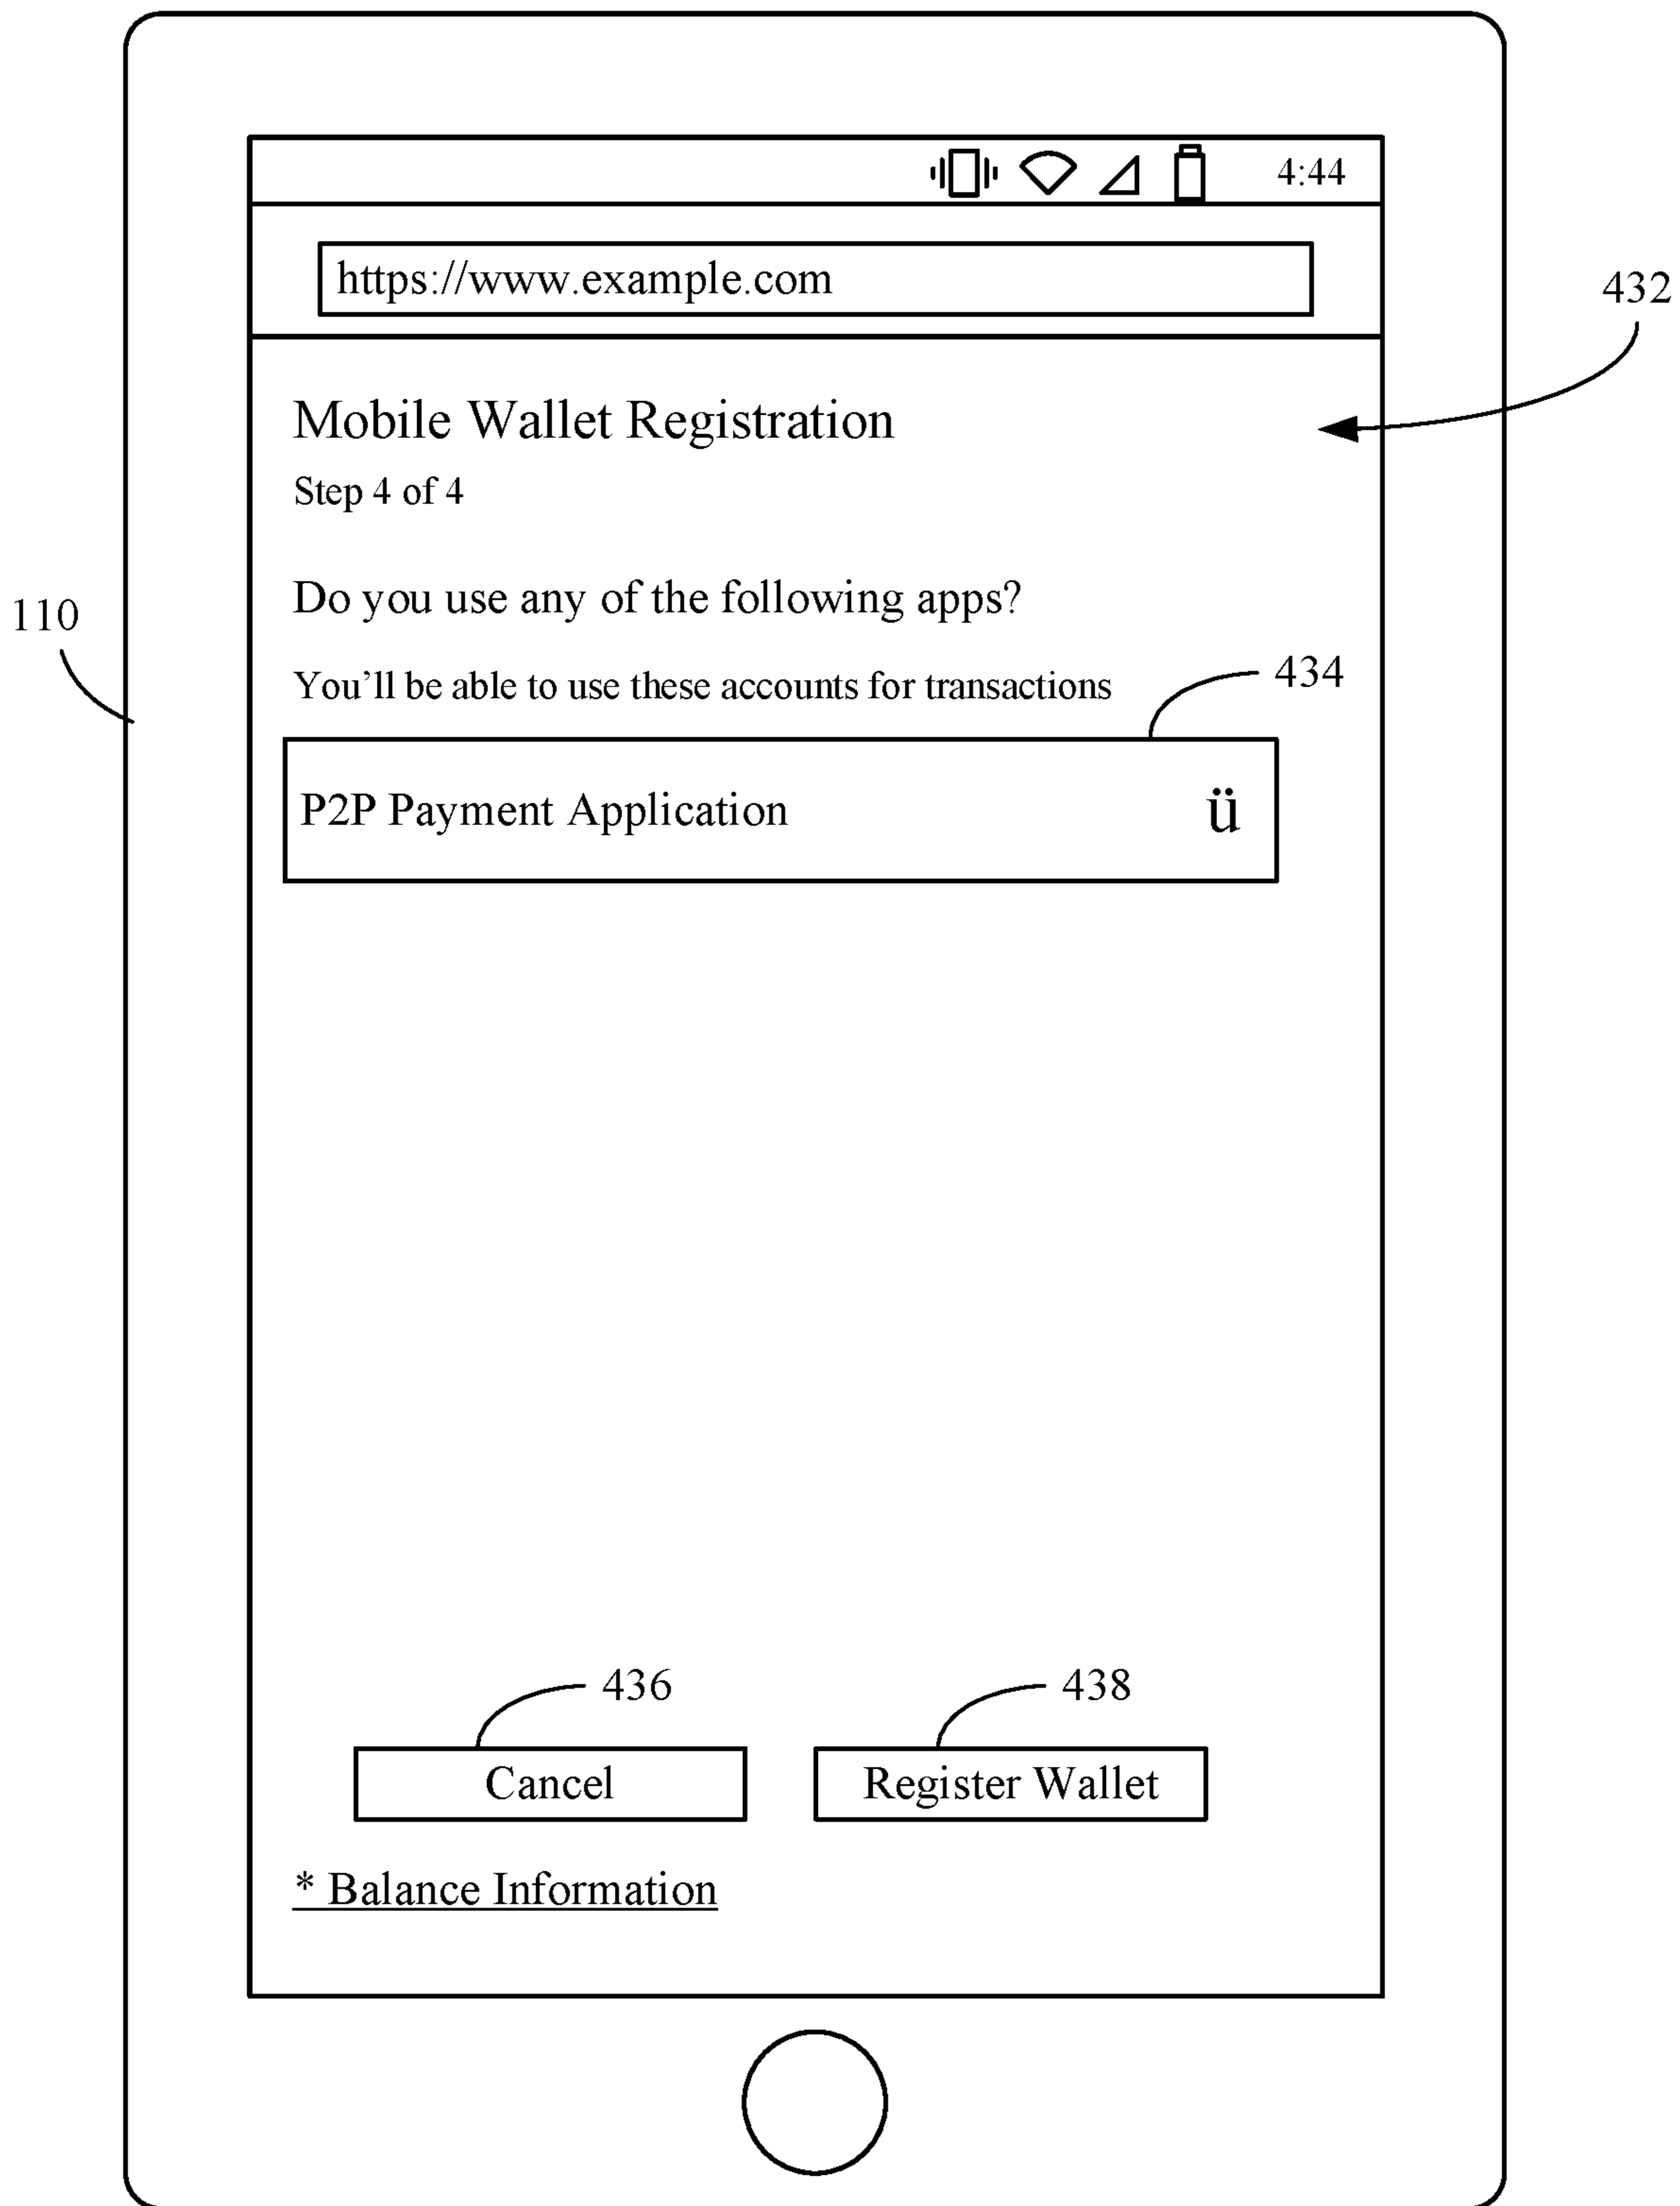 4:44
https://www.example.com
432
Mobile Wallet Registration
Step 4 of 4
Do you use any of the following apps?
110
You'll be able to use these accounts for transactions
434
P2P Payment Application ü
436
438
Cancel
Register Wallet
* Balance Information